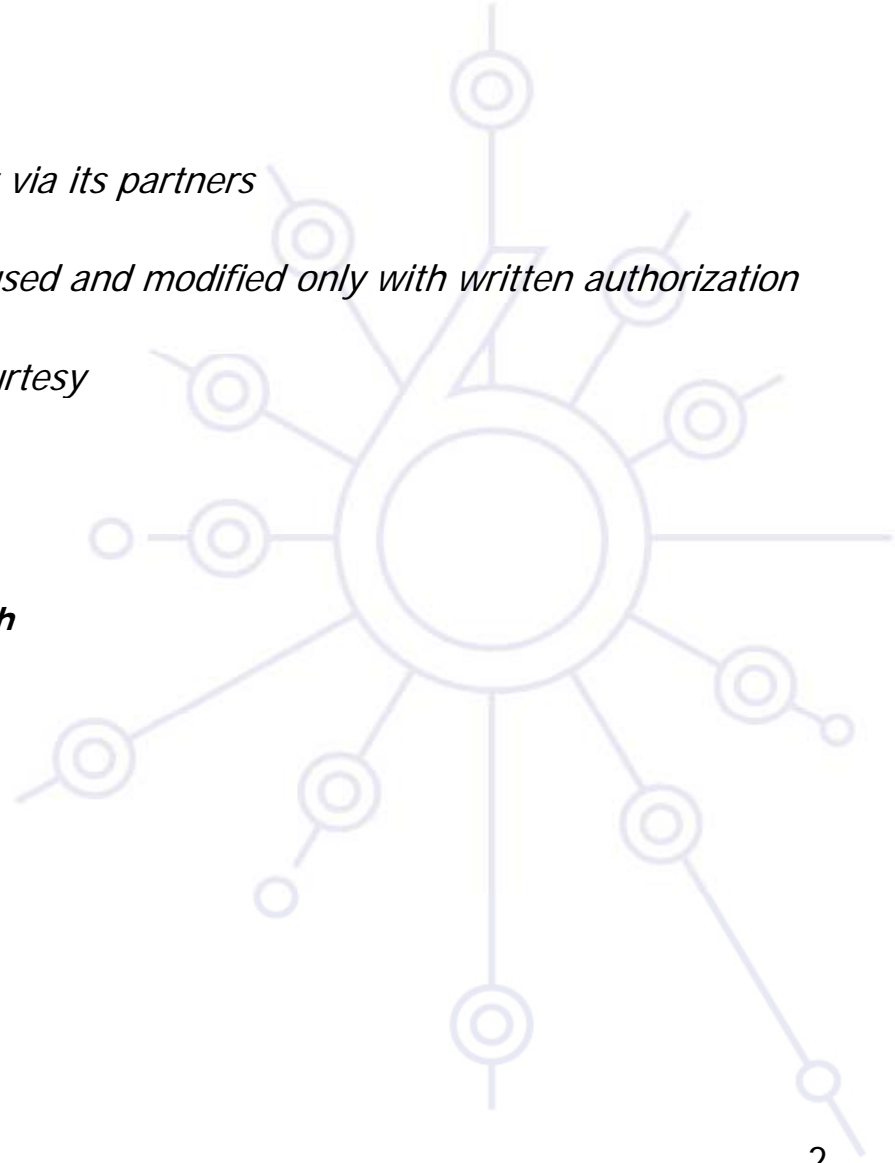 via its partners
used and modified only with written authorization
urtesy
h
2